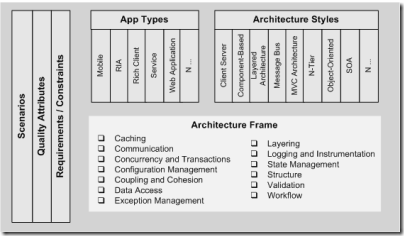 Scenarios
Quality Attributes
Requirements / Constraints
App Types
Mobile
RIA
Rich Client
Service
Web Application
N ...
Architecture Styles
Client Server
Component-Based
Layered
Architecture
Message Bus
MVC Architecture
N-Tier
Object-Oriented
SOA
N ...
Architecture Frame
Caching
Communication
Concurrency and Transactions
Configuration Management
Coupling and Cohesion
Data Access
Exception Management
Layering
Logging and Instrumentation
State Management
Structure
Validation
Workflow